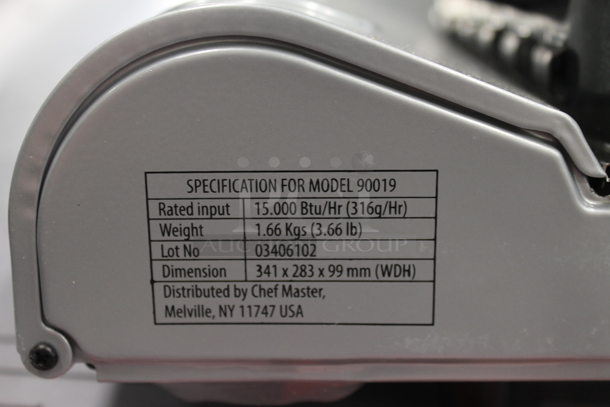 SPECIFICATION FOR MODEL 90019
Rated input 15.000 Btu/Hr (316g/Hr)
Weight 1.66 Kgs (3.66 lb)
Lot No 03406102
Dimension 341 x 283 x 99 mm (WDH)
Distributed by Chef Master,
Melville, NY 11747 USA